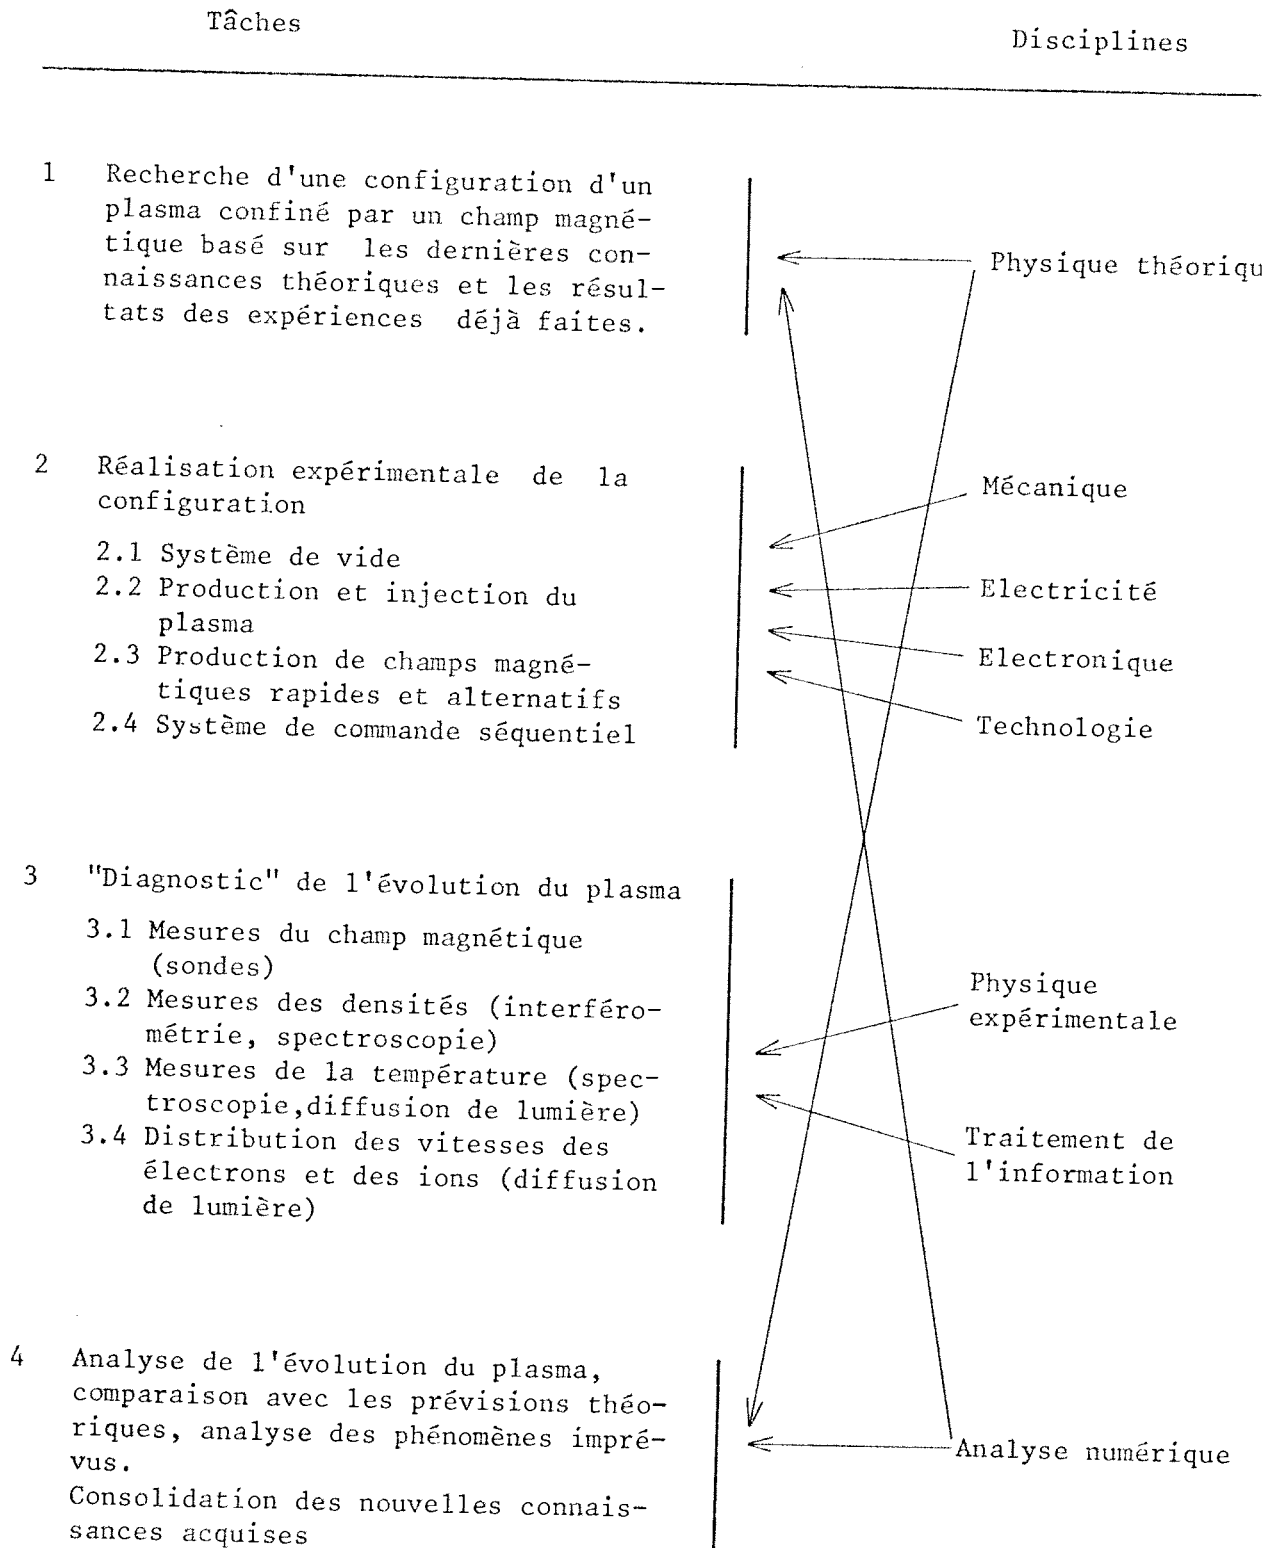 Tâches
Disciplines
1 Recherche d'une configuration d'un
plasma confiné par un champ magné-
tique basé sur les dernières con-
naissances théoriques et les résul-
tats des expériences déjà faites.
Physique théoriqu
2 Réalisation expérimentale de la
configuration
2.1 Système de vide
2.2 Production et injection du
plasma
2.3 Production de champs magné-
tiques rapides et alternatifs
2.4 Système de commande séquentiel
Mécanique
Electricité
Electronique
Technologie
3 "Diagnostic" de l'évolution du plasma
3.1 Mesures du champ magnétique
(sondes)
3.2 Mesures des densités (interféro-
métrie, spectroscopie)
3.3 Mesures de la température (spec-
troscopie,diffusion de lumière)
3.4 Distribution des vitesses des
électrons et des ions (diffusion
de lumière)
Physique
expérimentale
Traitement de
l'information
4 Analyse de l'évolution du plasma,
comparaison avec les prévisions théo-
riques, analyse des phénomènes impré-
vus.
Consolidation des nouvelles connais-
sances acquises
Analyse numérique